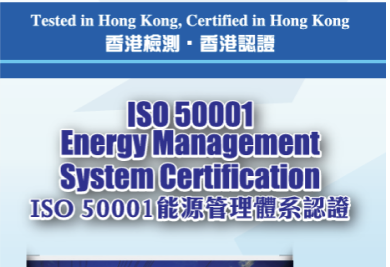 Tested in Hong Kong, Certified in Hong Kong
香港檢測·香港認證
ISO 50001
Energy Management
System Certification
ISO 50001能源管理體系認證